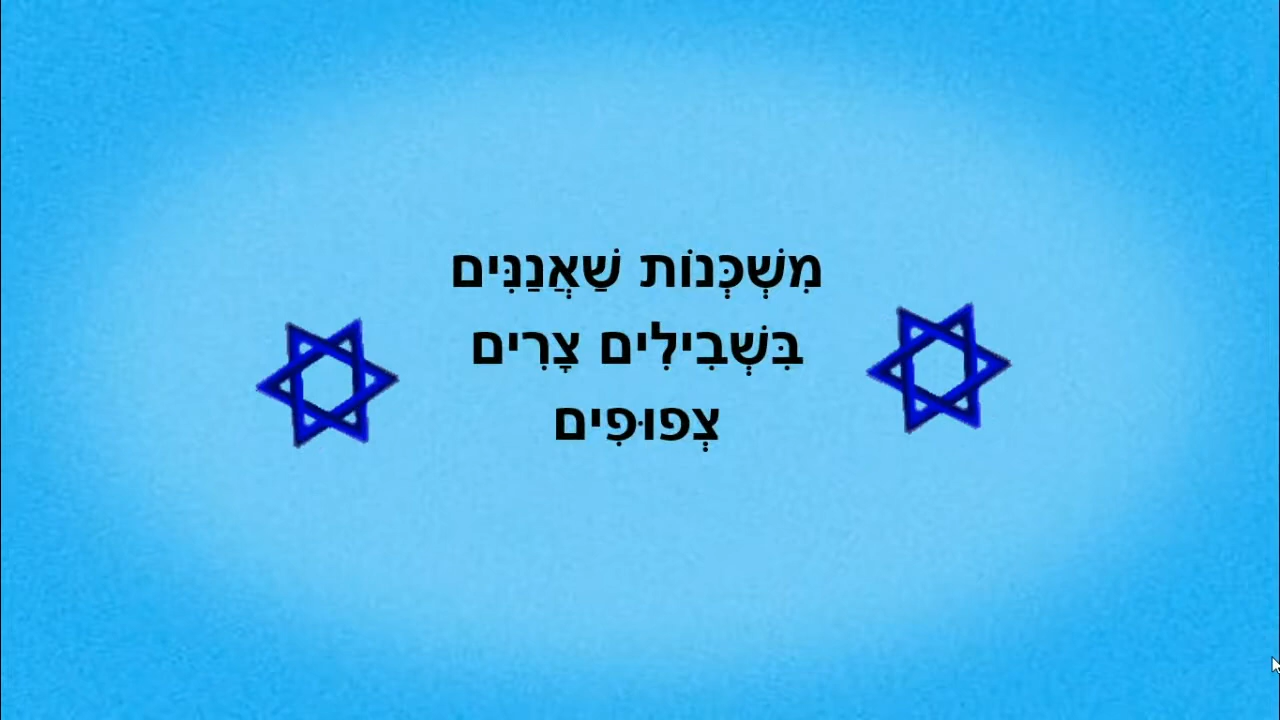 מִשְׁכְּנוֹת שַׁאֲנַנִּים
בִּשְׁבִילִים צָרִים
צְפוּפִים